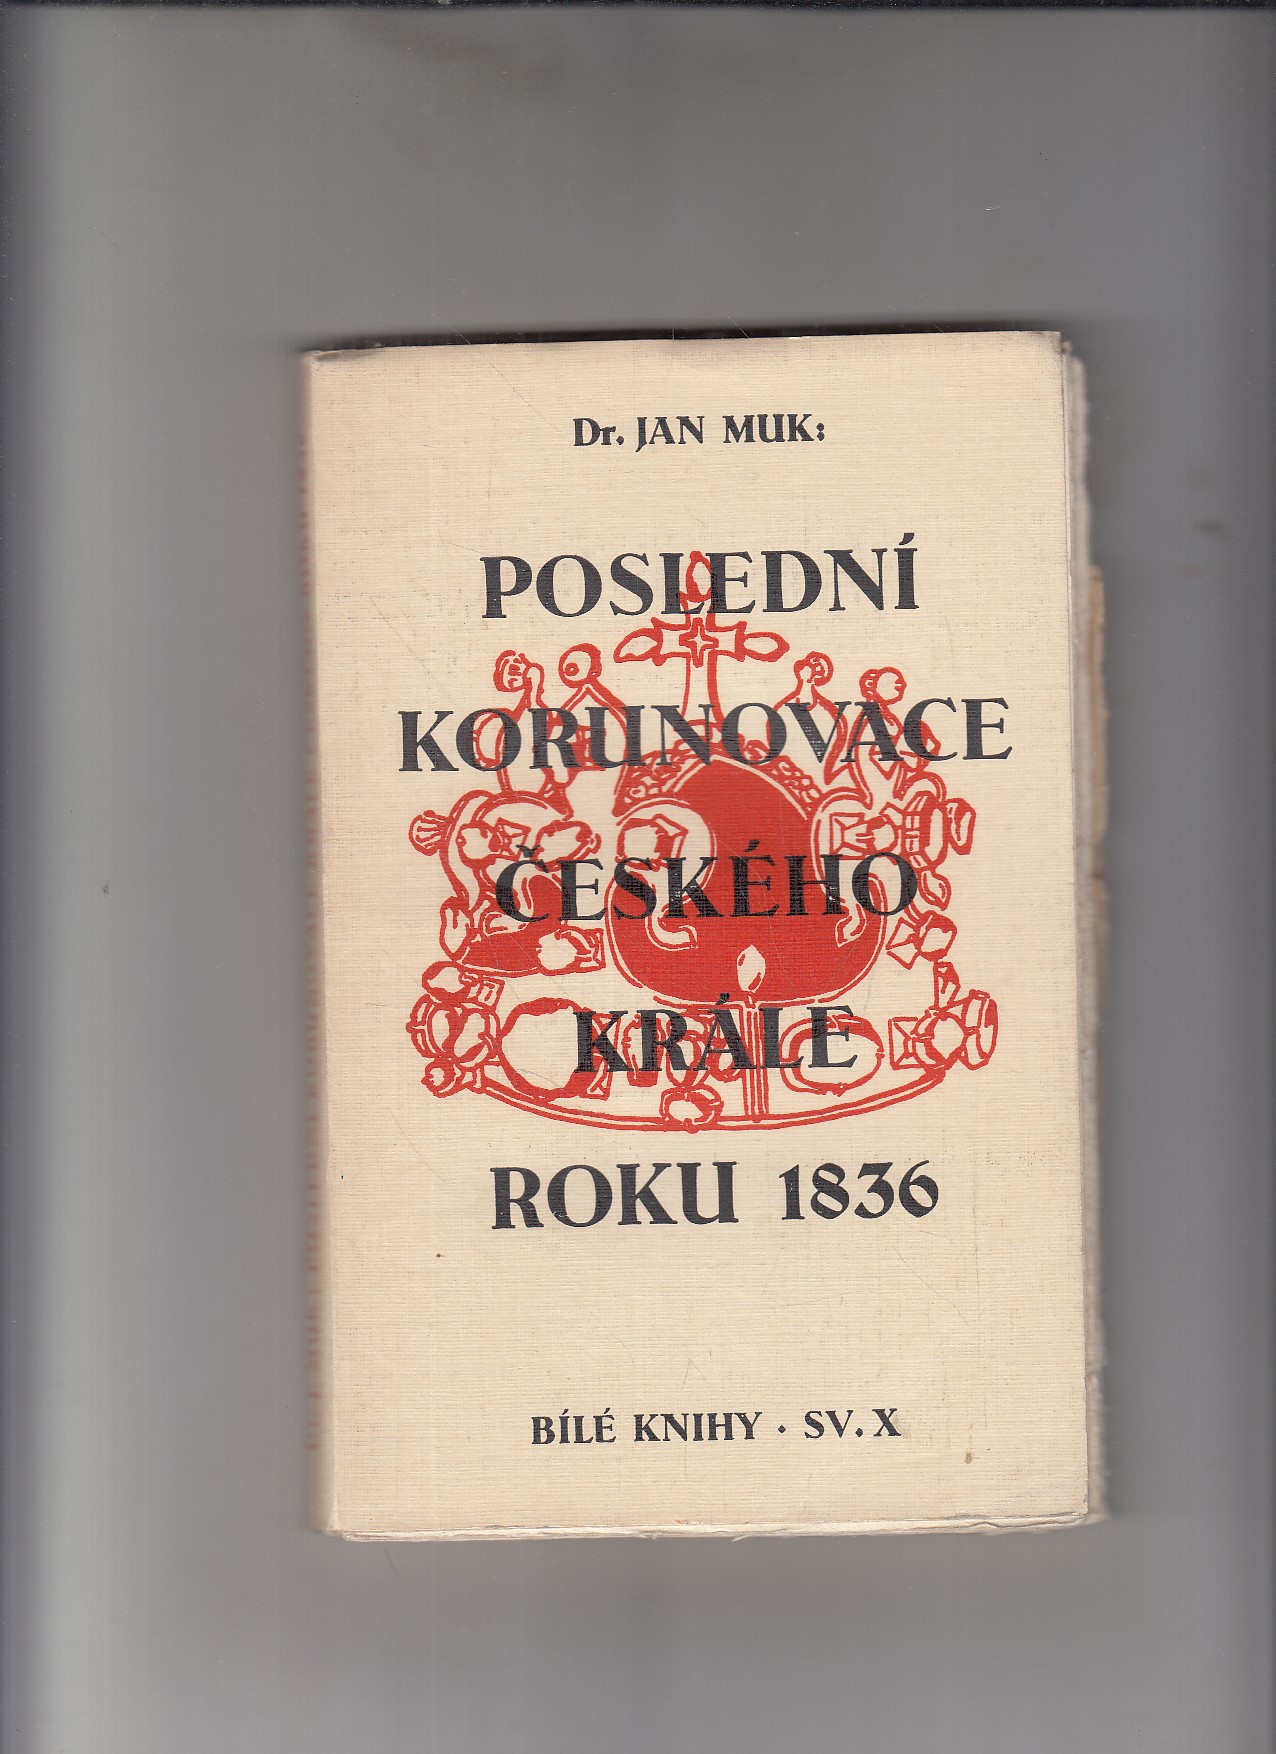 Dr. JAN MUK:
POSLEDNÍ
KORUNOVACE
ČESKÉHO
KRÁLE
ROKU 1836
BÍLÉ KNIHY · SV. X